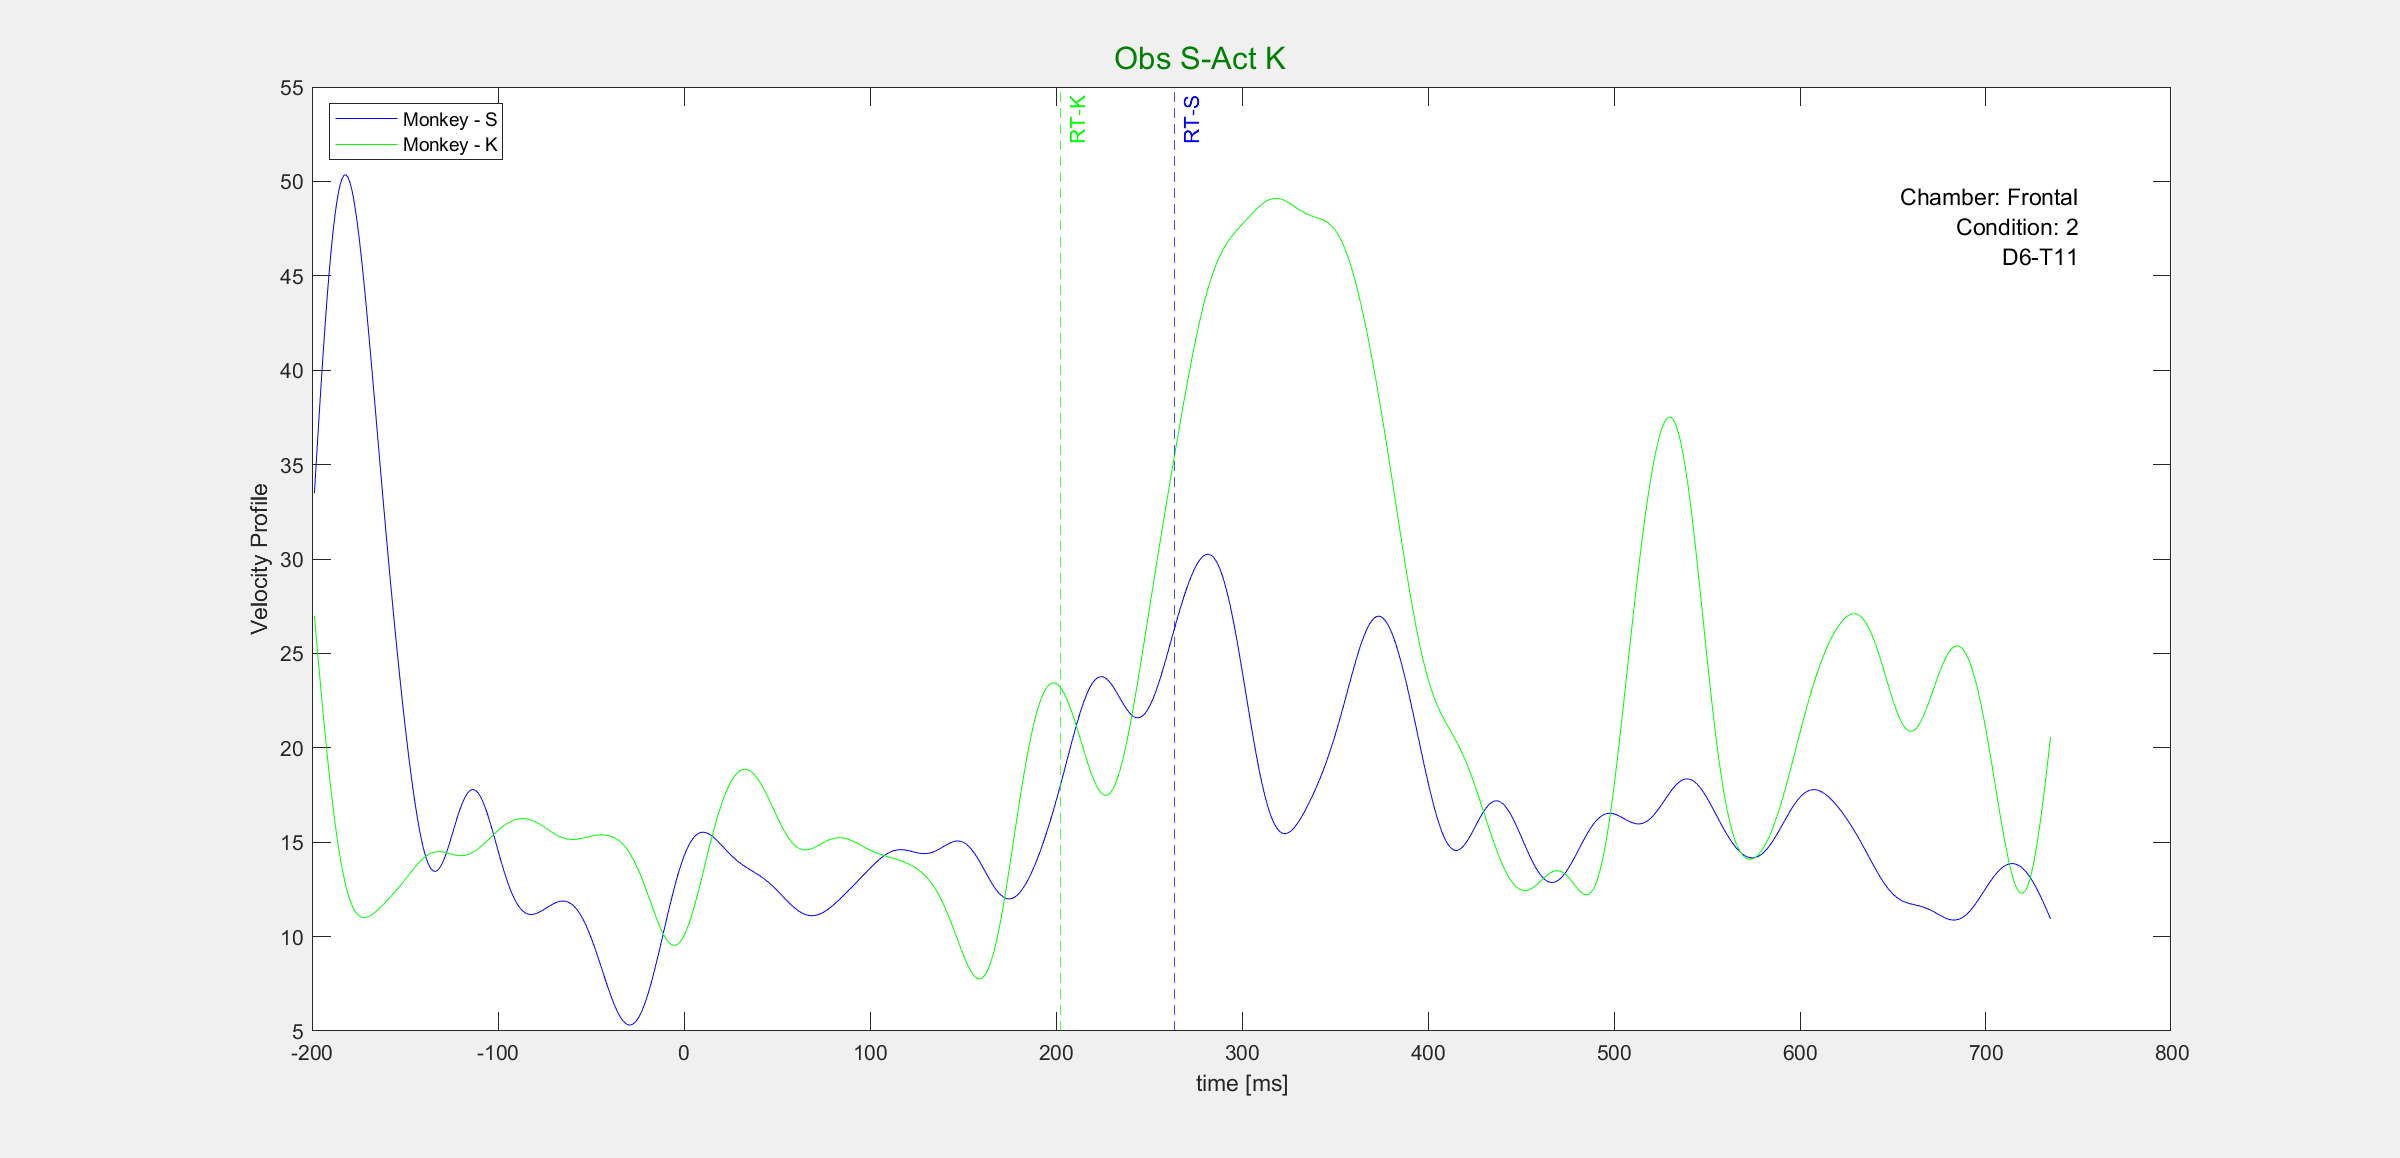 Obs S-Act K
Monkey - S
Monkey - K
RT-K
RT-S
Chamber: Frontal
Condition: 2
D6-T11
Velocity Profile
55
50
45
40
35
30
25
20
15
10
5
-200 -100 0 100 200 300 400 500 600 700 800
time [ms]